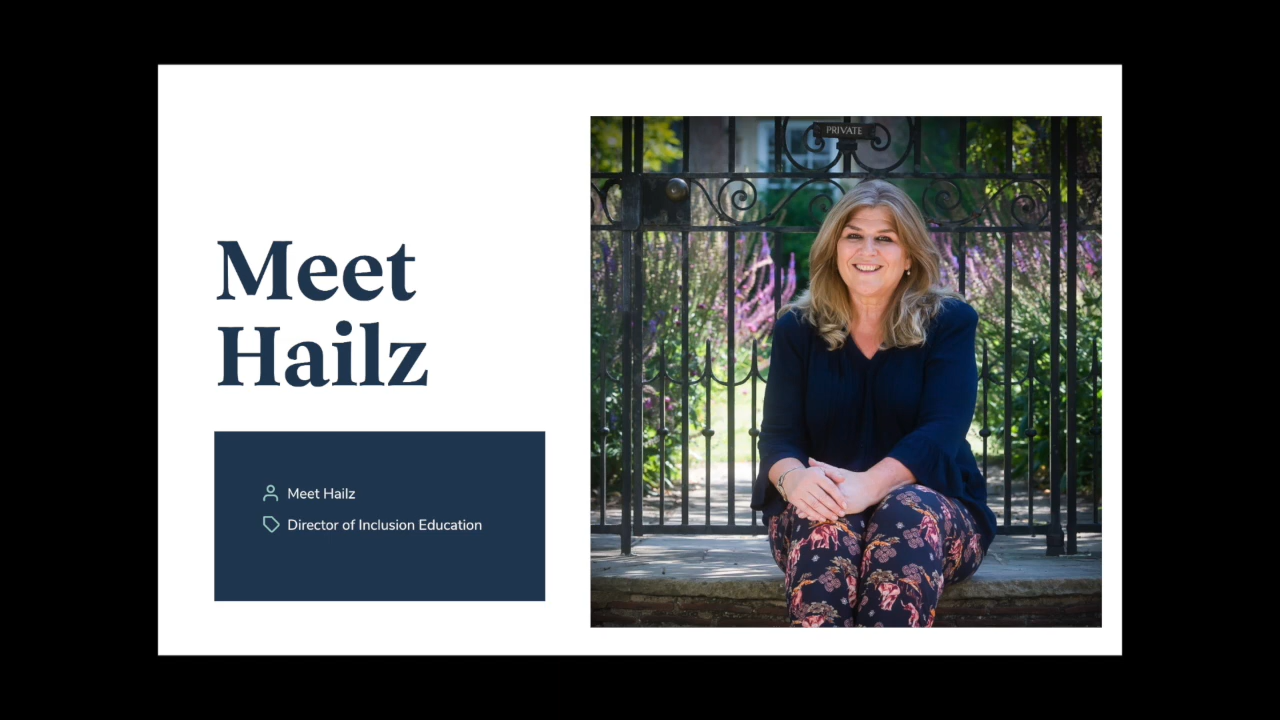 Meet
Hailz
Meet Hailz
Director of Inclusion Education
PRIVATE